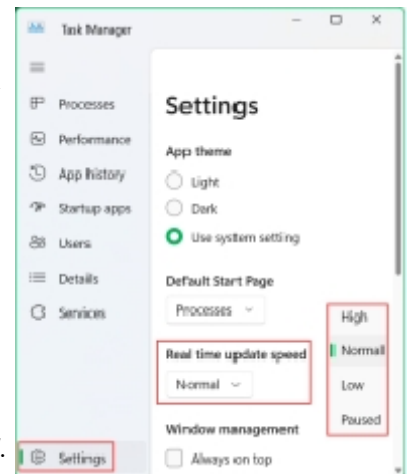 Task Manager
Processes
Performance
App history
Startup apps
Users
Details
Services
Settings
Settings
App theme
Light
Dark
Use system setting
Default Start Page
Processes
Real time update speed
Normal
High
Normal
Low
Paused
Window management
Always on top